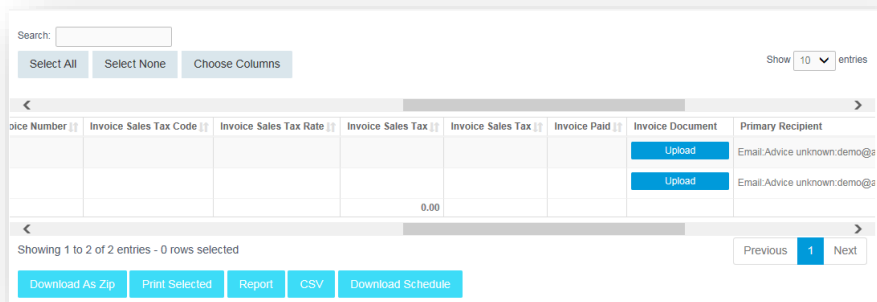 Search:
Select All Select None Choose Columns Show 10 entries
oice Number Invoice Sales Tax Code Invoice Sales Tax Rate Invoice Sales Tax Invoice Sales Tax Invoice Paid Invoice Document Primary Recipient
Upload Email:Advice unknown:demo@a
Upload Email:Advice unknown:demo@a
0.00
Showing 1 to 2 of 2 entries - 0 rows selected Previous 1 Next
Download As Zip Print Selected Report CSV Download Schedule